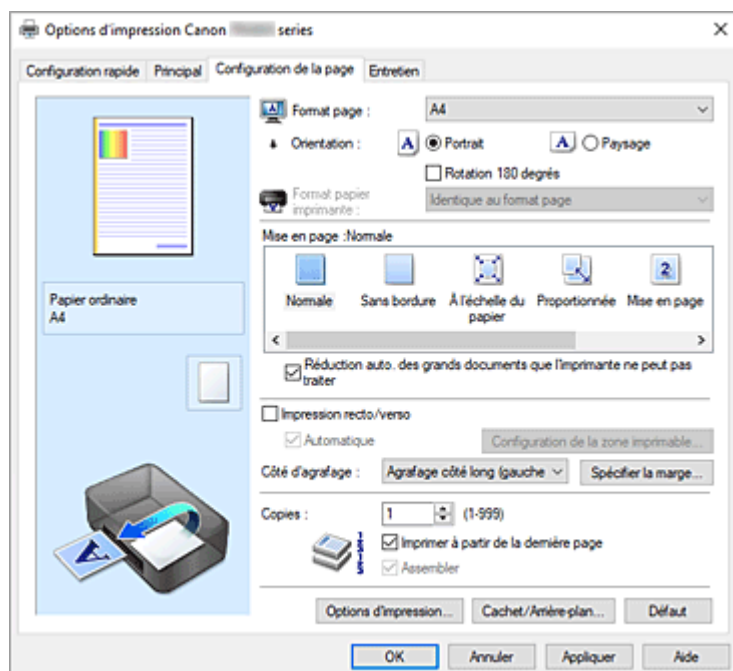 Options d'impression Canon series
Configuration rapide Principal Configuration de la page Entretien
Format page : A4
Orientation : A Portrait A Paysage
Rotation 180 degrés
Format papier imprimante : Identique au format page
Mise en page :Normale
Normale Sans bordure À l'échelle du papier Proportionnée Mise en page
2
Papier ordinaire
A4
Réduction auto. des grands documents que l'imprimante ne peut pas
traiter
Impression recto/verso
Automatique Configuration de la zone imprimable...
Côté d'agrafage : Agrafage côté long (gauche Spécifier la marge...
Copies : 1 (1-999)
Imprimer à partir de la dernière page
Assembler
A
Options d'impression... Cachet/Arrière-plan... Défaut
OK Annuler Appliquer Aide